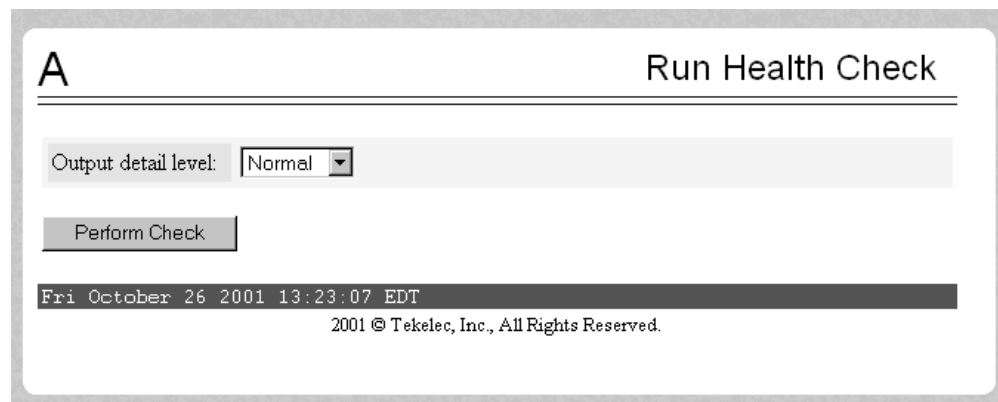 A
Run Health Check
Output detail level: Normal
Perform Check
Fri October 26 2001 13:23:07 EDT
2001 © Tekelec, Inc., All Rights Reserved.